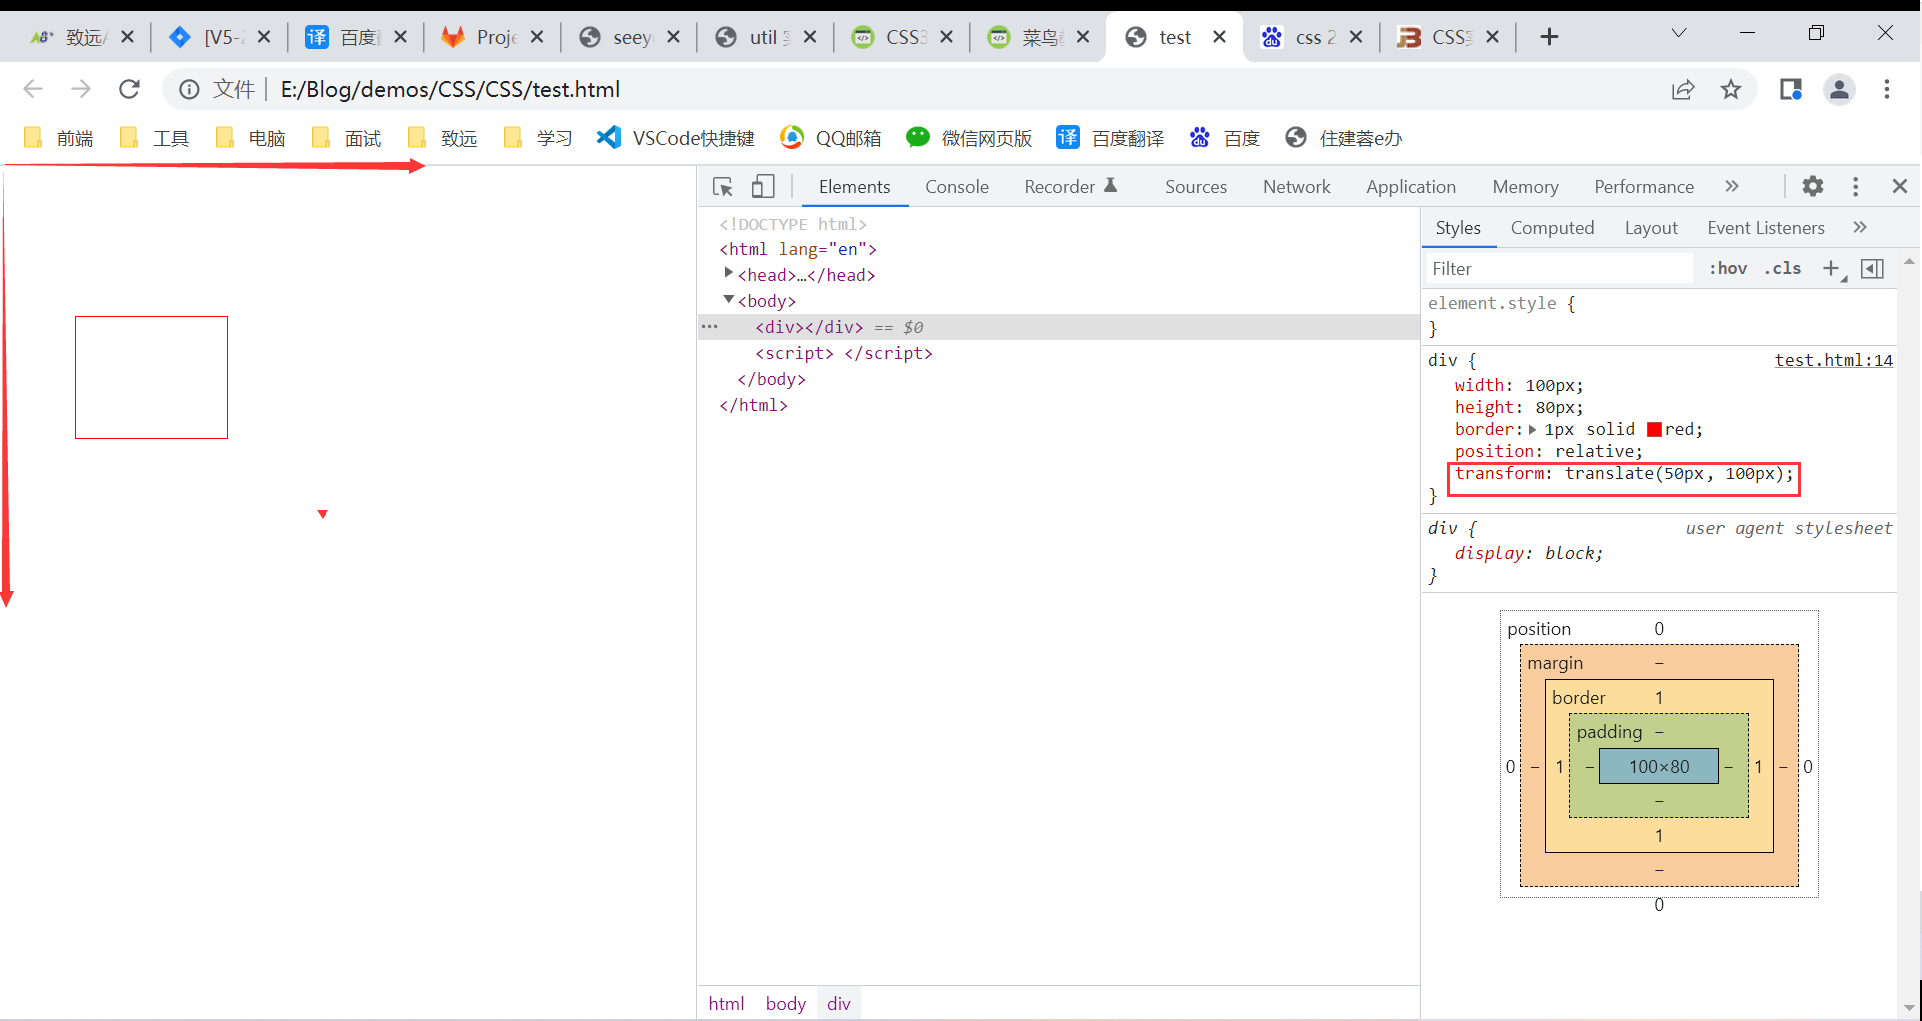 致远 [V5- 百度 Proje seey util CSS3 菜鸟 test css 2 CSS
文件 E:/Blog/demos/CSS/CSS/test.html
前端 工具 电脑 面试 致远 学习 VSCode快捷键 QQ邮箱 微信网页版 译 百度翻译 百度 住建蓉e办
Elements Console Recorder Sources Network Application Memory Performance »
<!DOCTYPE html>
<html lang="en">
<head>…</head>
<body>
<div></div> == $0
<script> </script>
</body>
</html>
html body div
Styles Computed Layout Event Listeners »
Filter :hov .cls +
element.style {
}
div { test.html:14
width: 100px;
height: 80px;
border: 1px solid red;
position: relative;
transform: translate(50px, 100px);
}
div { user agent stylesheet
display: block;
}
position 0
margin –
border 1
padding –
0 – 1 – 100×80 – 1 – 0
–
1
–
0